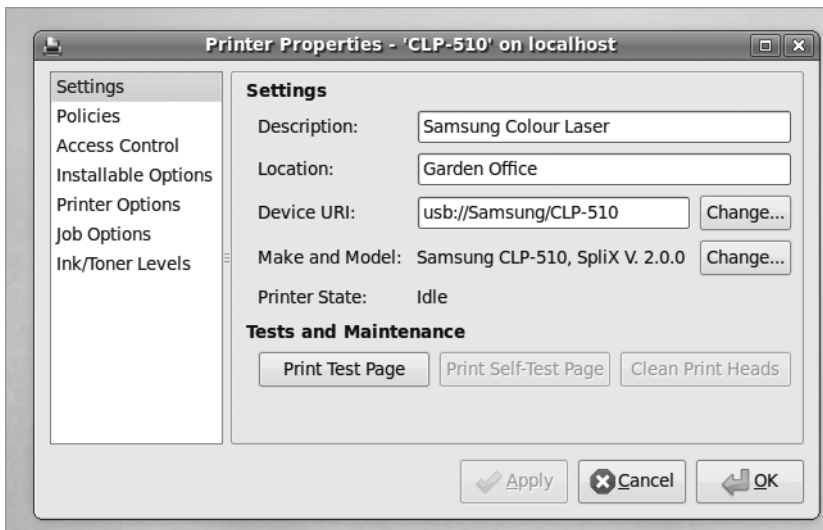 Printer Properties - 'CLP-510' on localhost
Settings
Policies
Access Control
Installable Options
Printer Options
Job Options
Ink/Toner Levels
Settings
Description: Samsung Colour Laser
Location: Garden Office
Device URI: usb://Samsung/CLP-510 Change...
Make and Model: Samsung CLP-510, SpliX V. 2.0.0 Change...
Printer State: Idle
Tests and Maintenance
Print Test Page Print Self-Test Page Clean Print Heads
Apply Cancel OK